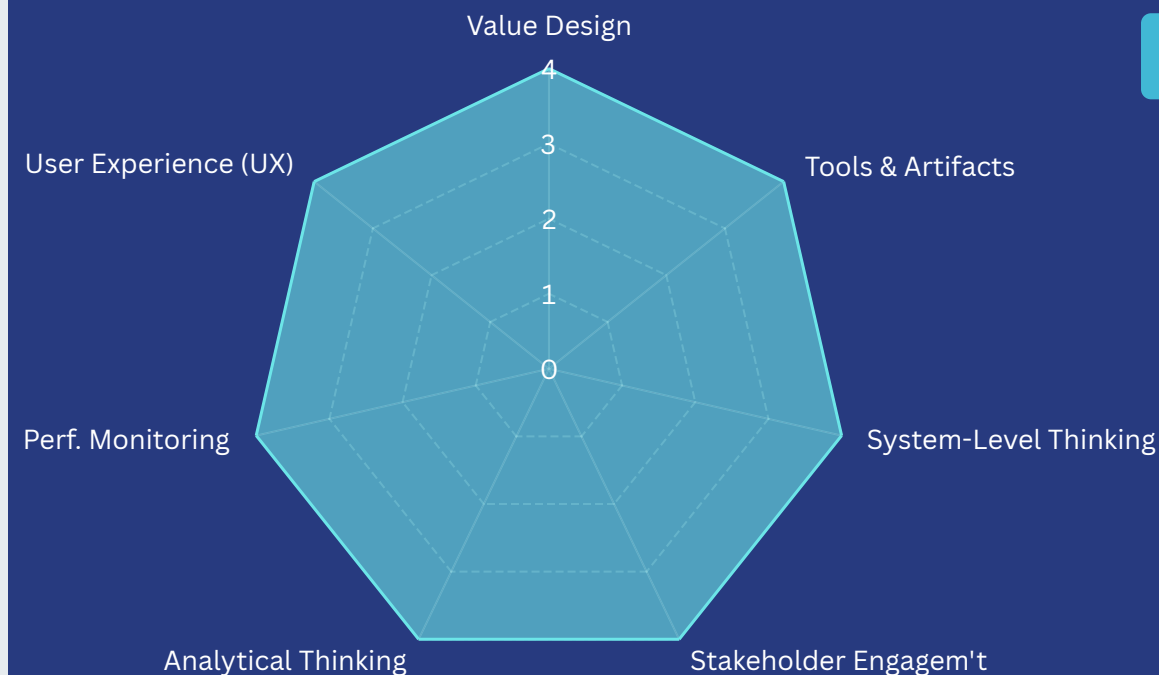 Value Design
4
User Experience (UX)
3
Tools & Artifacts
2
1
0
Perf. Monitoring
System-Level Thinking
Analytical Thinking
Stakeholder Engagem't